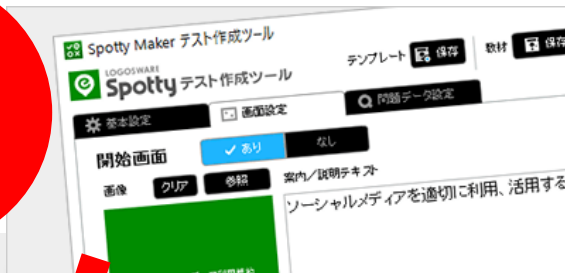 Spotty Maker テスト作成ツール
LOGOSWARE
Spotty テスト作成ツール
テンプレート 保存 教材 保存
基本設定 画面設定 問題データ設定
開始画面 あり なし
画像 クリア 参照 案内/説明テキスト
ソーシャルメディアを適切に利用、活用する